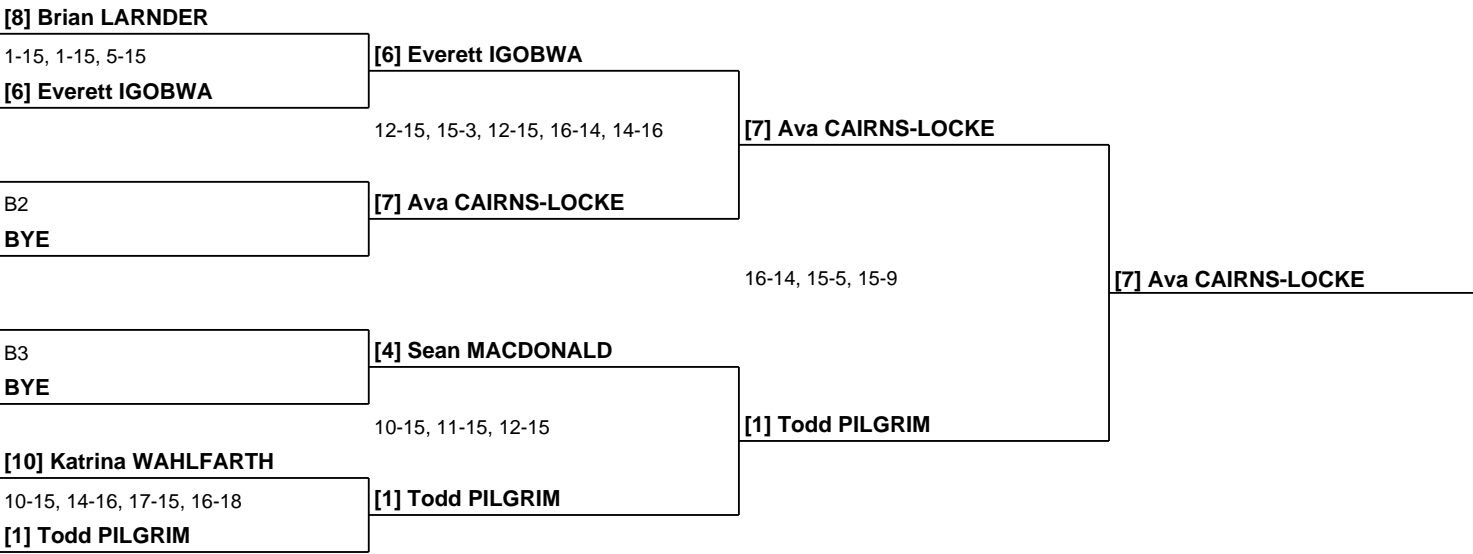 [8] Brian LARNDER
1-15, 1-15, 5-15
[6] Everett IGOBWA
[6] Everett IGOBWA
12-15, 15-3, 12-15, 16-14, 14-16
[7] Ava CAIRNS-LOCKE
B2
BYE
[7] Ava CAIRNS-LOCKE
16-14, 15-5, 15-9
[7] Ava CAIRNS-LOCKE
B3
BYE
[4] Sean MACDONALD
10-15, 11-15, 12-15
[1] Todd PILGRIM
[10] Katrina WAHLFARTH
10-15, 14-16, 17-15, 16-18
[1] Todd PILGRIM
[1] Todd PILGRIM